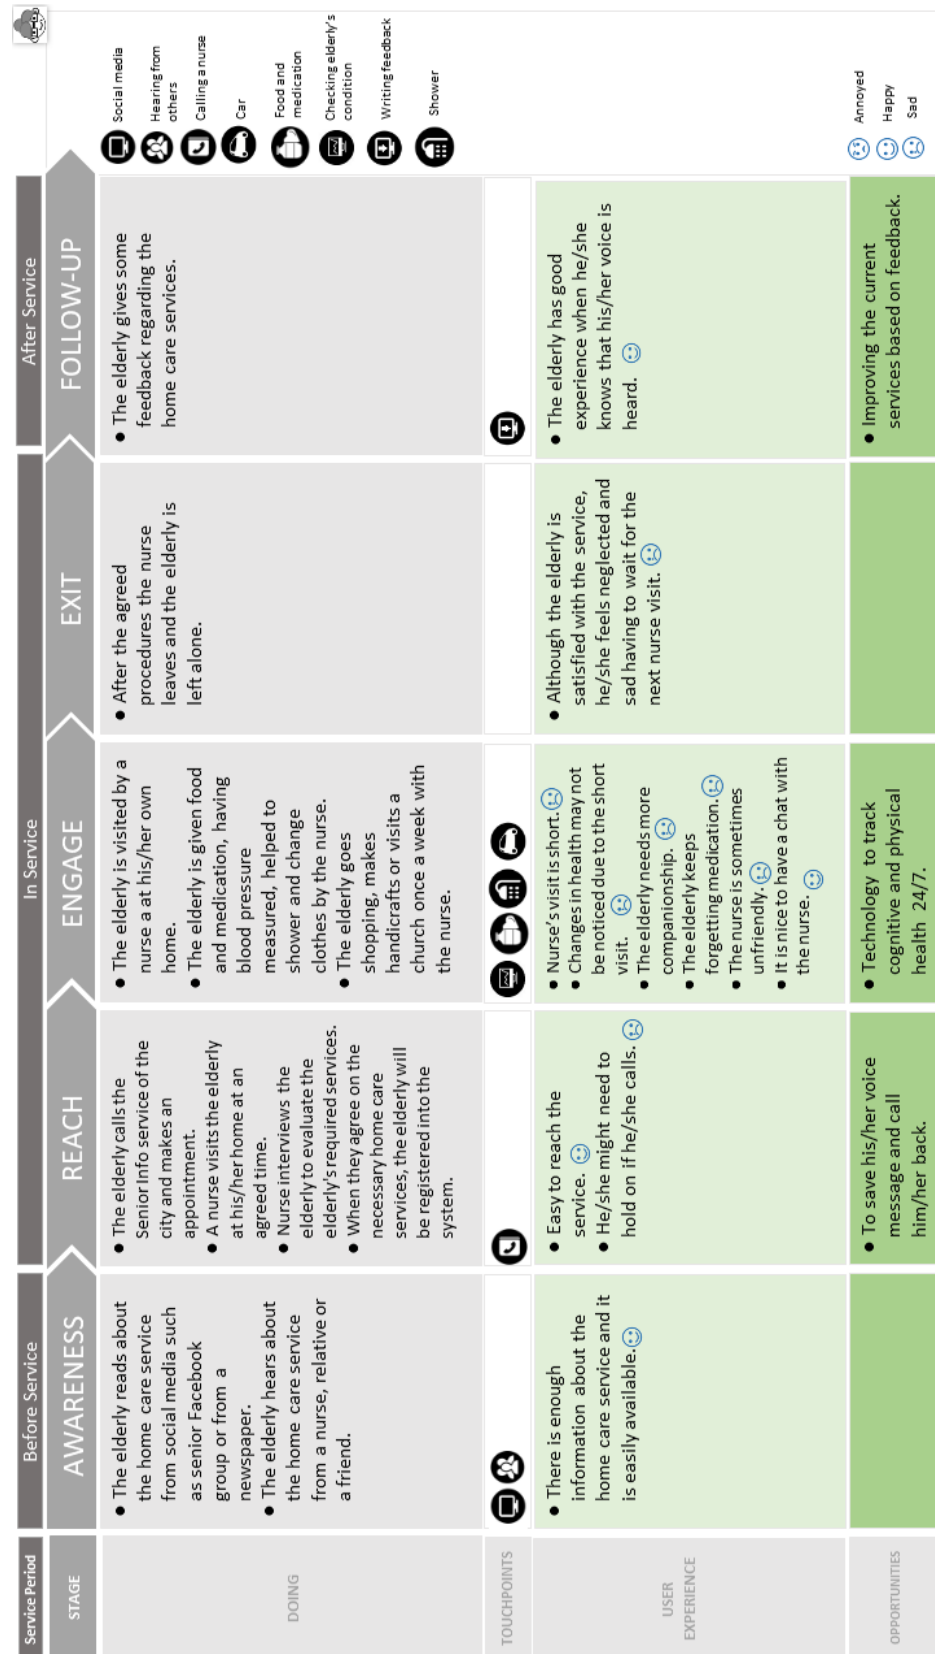 Service Period
Before Service
In Service
After Service
STAGE
AWARENESS
REACH
ENGAGE
EXIT
FOLLOW-UP
DOING
● The elderly reads about
the home care service
from social media such
as senior Facebook
group or from a
newspaper.
● The elderly hears about
the home care service
from a nurse, relative or
a friend.
● The elderly calls the
Senior Info service of the
city and makes an
appointment.
● A nurse visits the elderly
at his/her home at an
agreed time.
● Nurse interviews the
elderly to evaluate the
elderly's required services.
● When they agree on the
necessary home care
services, the elderly will
be registered into the
system.
● The elderly is visited by a
nurse a at his/her own
home.
● The elderly is given food
and medication, having
blood pressure
measured, helped to
shower and change
clothes by the nurse.
● The elderly goes
shopping, makes
handicrafts or visits a
church once a week with
the nurse.
● After the agreed
procedures the nurse
leaves and the elderly is
left alone.
● The elderly gives some
feedback regarding the
home care services.
TOUCHPOINTS
USER
EXPERIENCE
● There is enough
information about the
home care service and it
is easily available.
● Easy to reach the
service.
● He/she might need to
hold on if he/she calls.
● Nurse's visit is short.
● Changes in health may not
be noticed due to the short
visit.
● The elderly needs more
companionship.
● The elderly keeps
forgetting medication.
● The nurse is sometimes
unfriendly.
● It is nice to have a chat with
the nurse.
● Although the elderly is
satisfied with the service,
he/she feels neglected and
sad having to wait for the
next nurse visit.
● The elderly has good
experience when he/she
knows that his/her voice is
heard.
OPPORTUNITIES
● To save his/her voice
message and call
him/her back.
● Technology to track
cognitive and physical
health 24/7.
● Improving the current
services based on feedback.
Social media
Hearing from
others
Calling a nurse
Car
Food and
medication
Checking elderly's
condition
Writing feedback
Shower
Annoyed
Happy
Sad